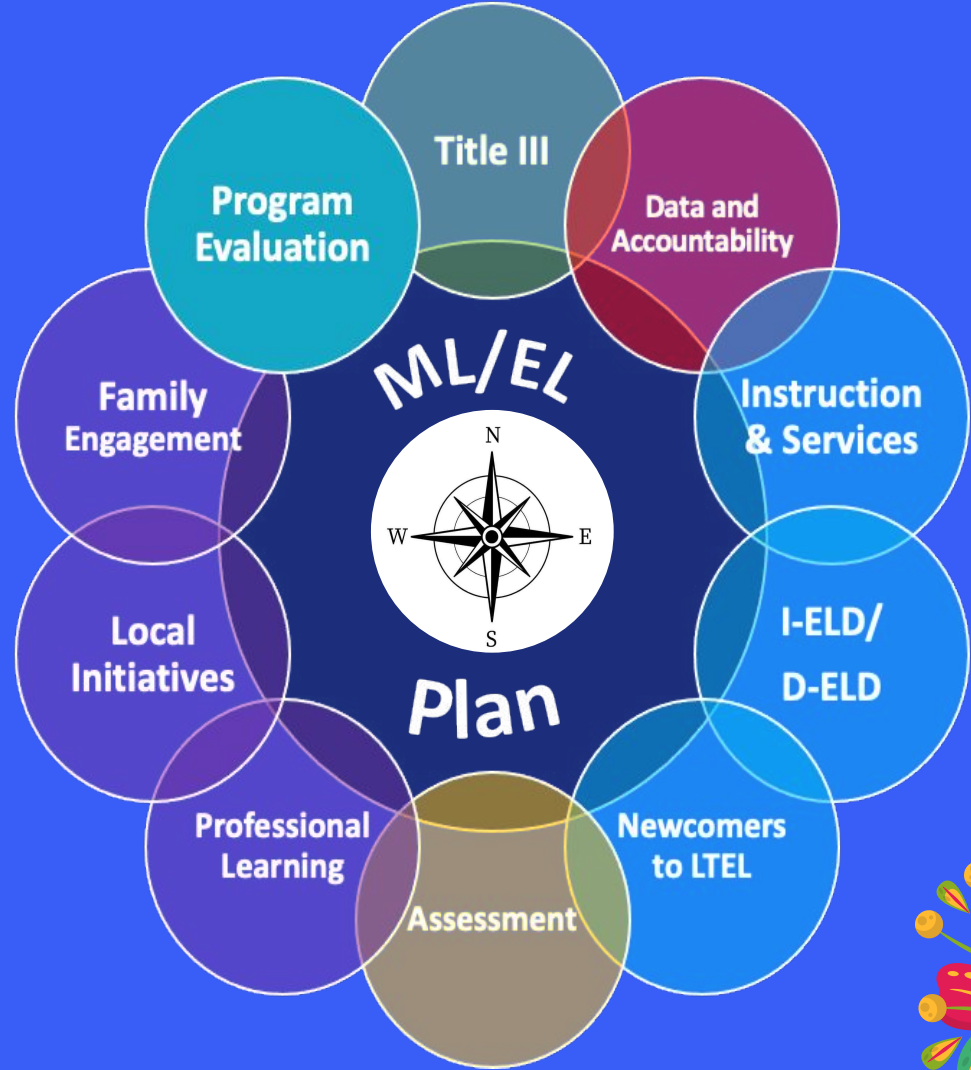 Title III
Data and
Accountability
Instruction
& Services
I-ELD/
D-ELD
Newcomers
to LTEL
Assessment
Professional
Learning
Local
Initiatives
Family
Engagement
Program
Evaluation
ML/EL
N
W E
S
Plan